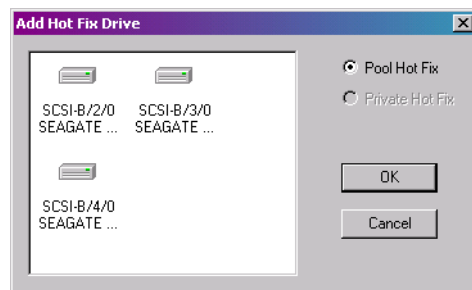 Add Hot Fix Drive
SCSI-B/2/0 SCSI-B/3/0
SEAGATE ... SEAGATE ...
SCSI-B/4/0
SEAGATE ...
Pool Hot Fix
Private Hot Fix
OK
Cancel